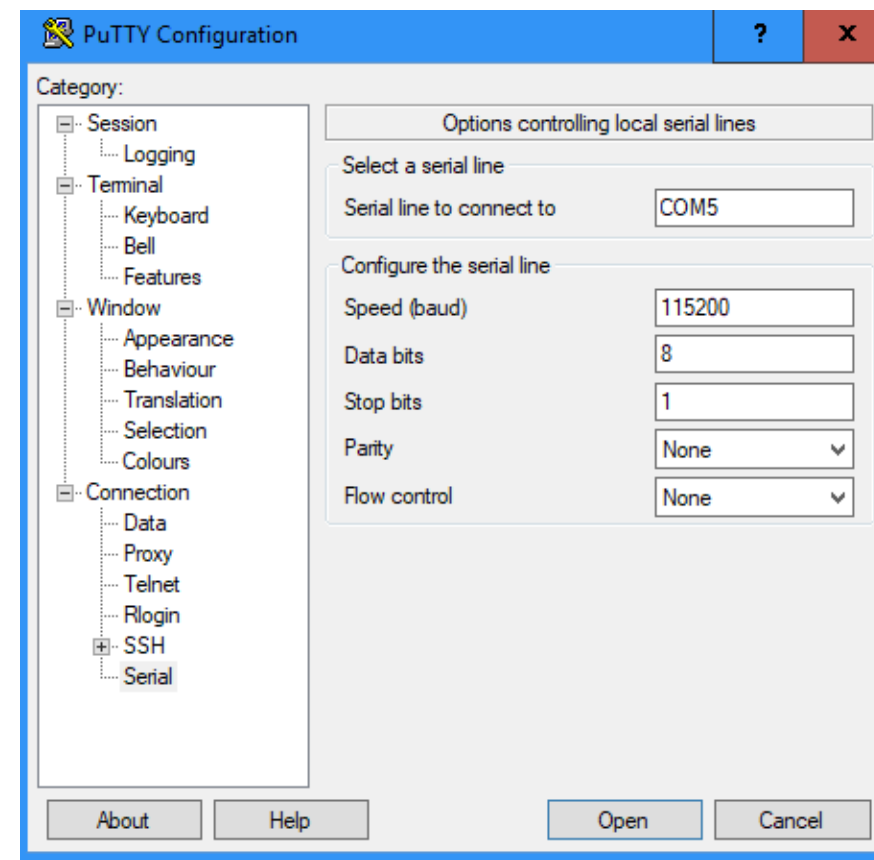 PuTTY Configuration ? x
Category:
Session
Logging
Terminal
Keyboard
Bell
Features
Window
Appearance
Behaviour
Translation
Selection
Colours
Connection
Data
Proxy
Telnet
Rlogin
SSH
Serial
Options controlling local serial lines
Select a serial line
Serial line to connect to COM5
Configure the serial line
Speed (baud) 115200
Data bits 8
Stop bits 1
Parity None
Flow control None
About Help Open Cancel